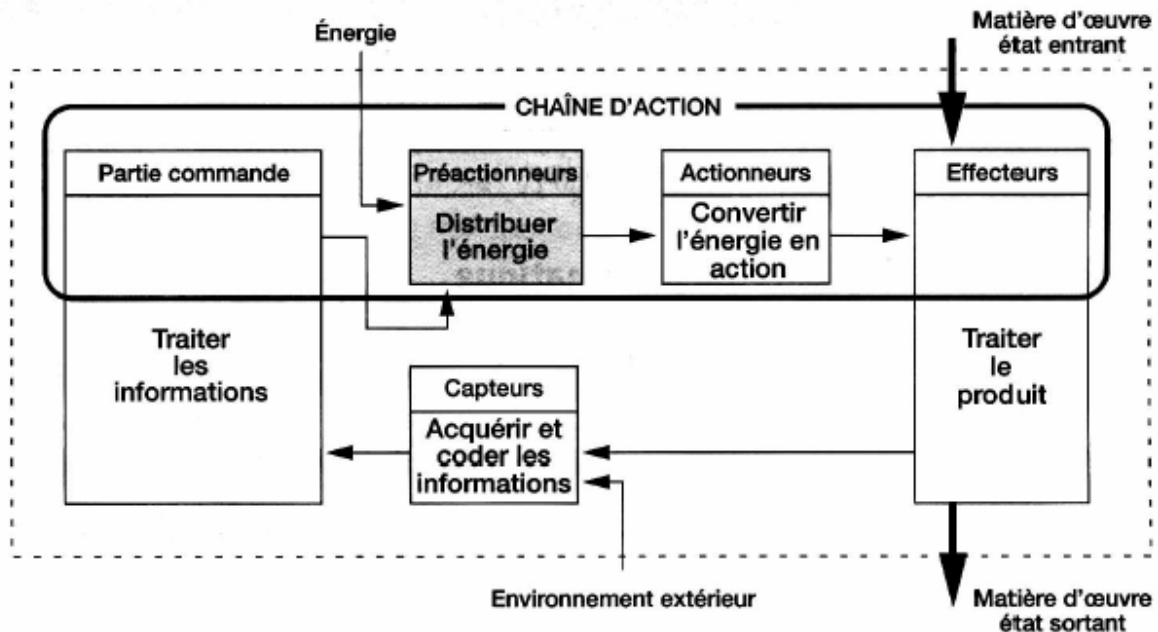 Énergie
Matière d'œuvre
état entrant
CHAÎNE D'ACTION
Partie commande
Traiter
les
informations
Préactionneurs
Distribuer
l'énergie
Actionneurs
Convertir
l'énergie en
action
Effecteurs
Traiter
le
produit
Capteurs
Acquérir et
coder les
informations
Environnement extérieur
Matière d'œuvre
état sortant